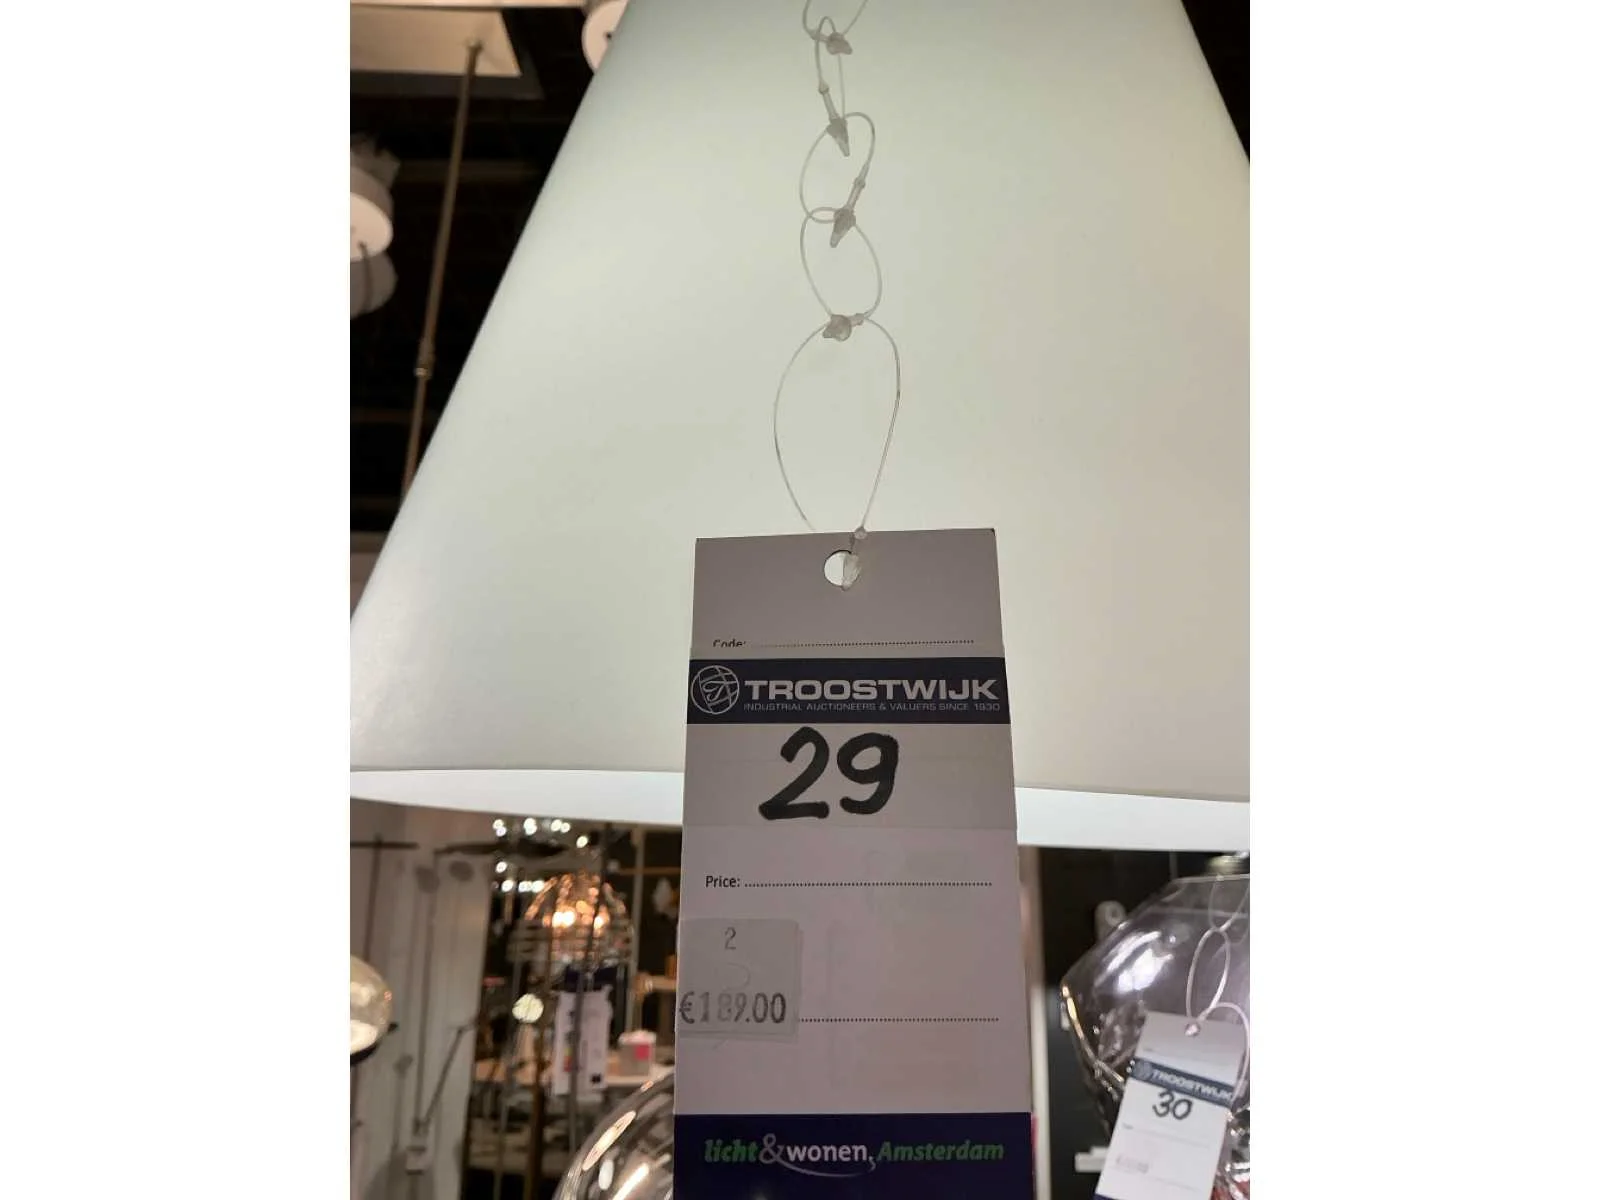 Code:
TROOSTWIJK
INDUSTRIAL AUCTIONEERS & VALUERS SINCE 1930
29
Price:
2
€189.00
licht&wonen, Amsterdam
TROOSTWIJK
30